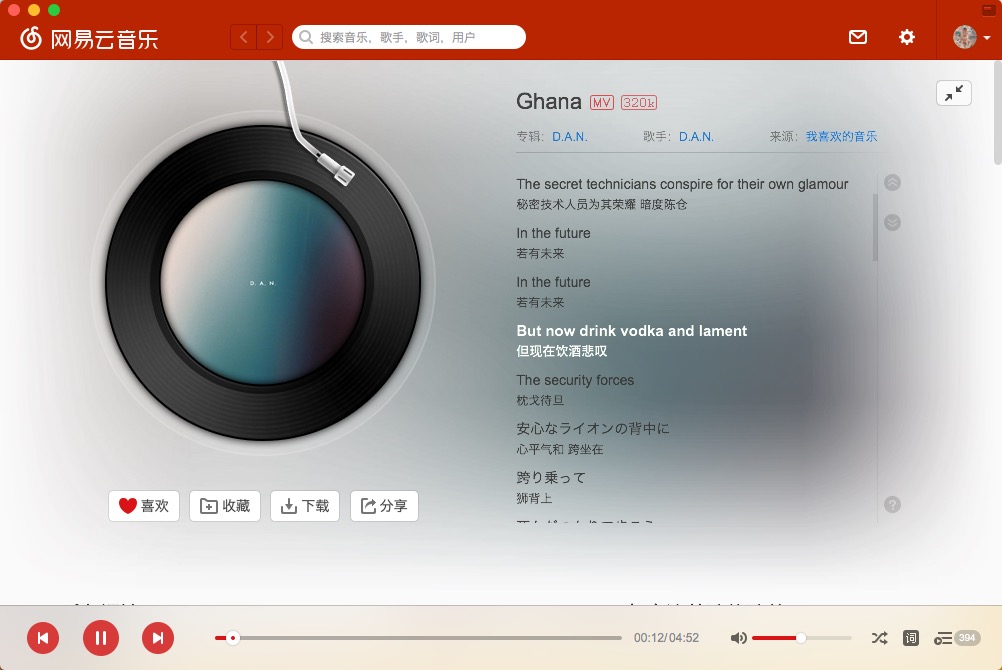 网易云音乐
搜索音乐，歌手，歌词，用户
Ghana MV 320k
专辑： D.A.N. 歌手： D.A.N. 来源： 我喜欢的音乐
The secret technicians conspire for their own glamour
秘密技术人员为其荣耀 暗度陈仓
In the future
若有未来
In the future
若有未来
But now drink vodka and lament
但现在饮酒悲叹
The security forces
枕戈待旦
安心なライオンの背中に
心平气和 跨坐在
跨り乗って
狮背上
D. A. N.
喜欢 收藏 下载 分享
00:12/04:52
词
394